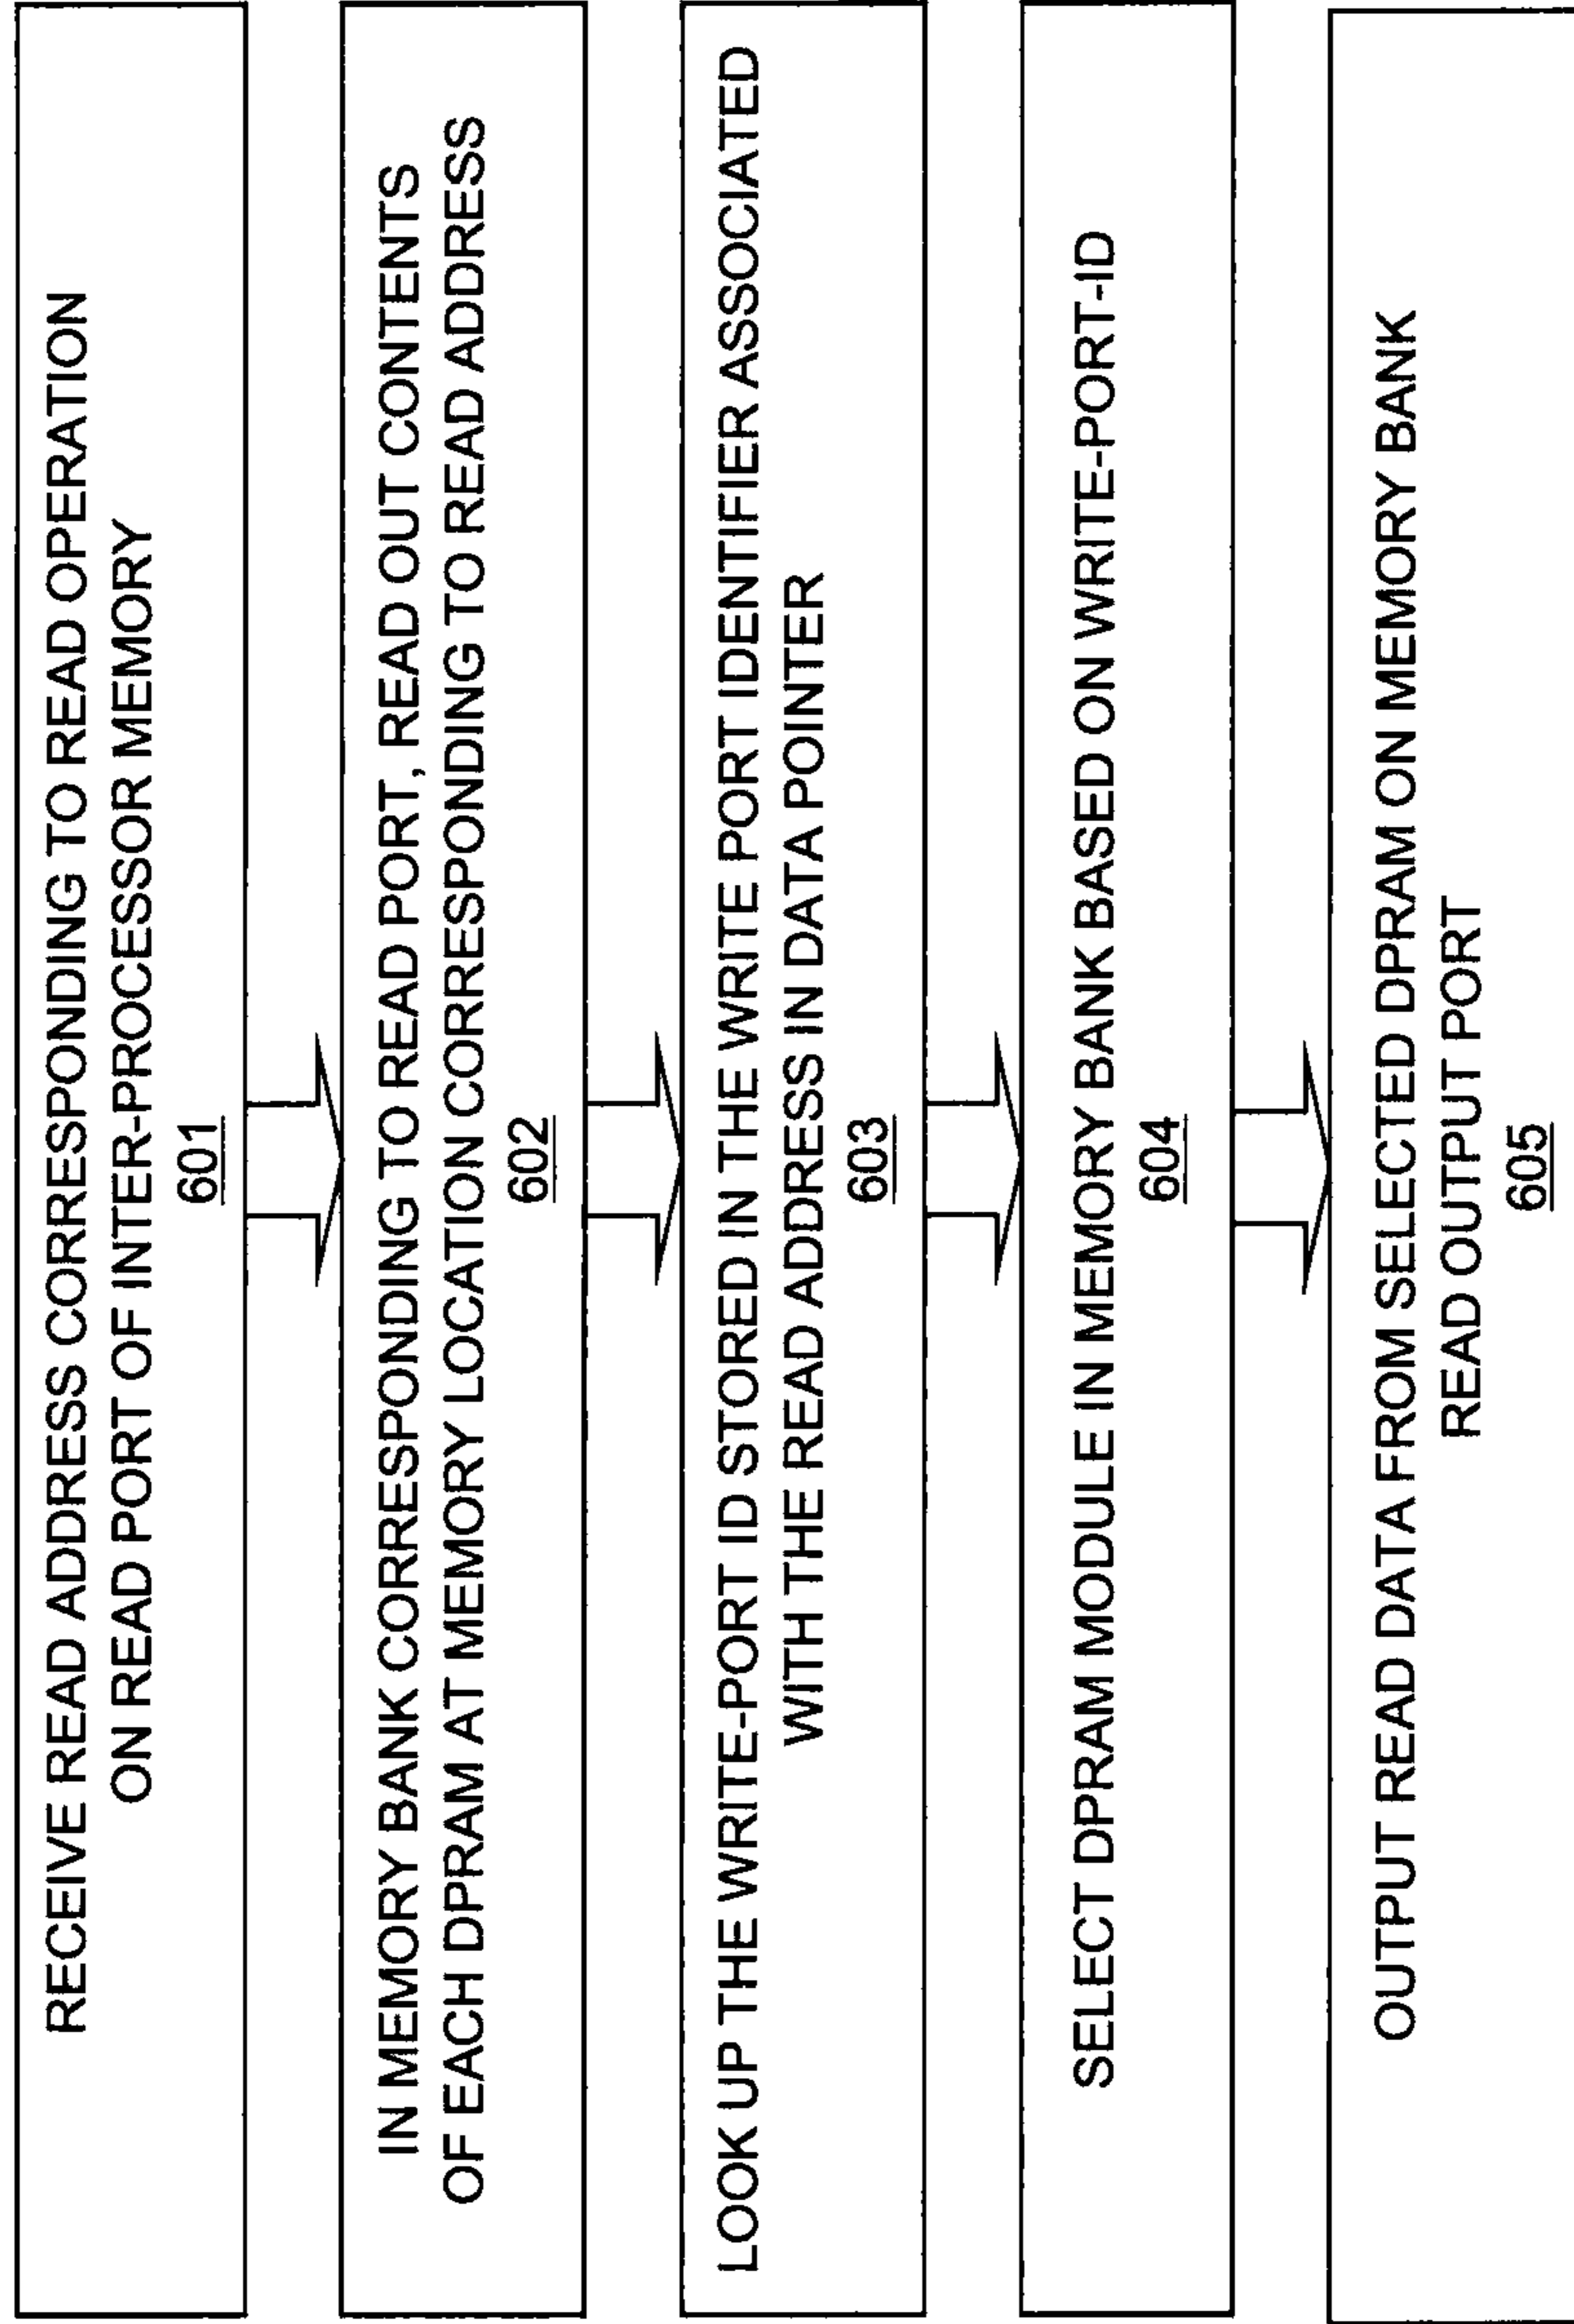 RECEIVE READ ADDRESS CORRESPONDING TO READ OPERATION
ON READ PORT OF INTER-PROCESSOR MEMORY
601
IN MEMORY BANK CORRESPONDING TO READ PORT, READ OUT CONTENTS
OF EACH DPRAM AT MEMORY LOCATION CORRESPONDING TO READ ADDRESS
602
LOOK UP THE WRITE-PORT ID STORED IN THE WRITE PORT IDENTIFIER ASSOCIATED
WITH THE READ ADDRESS IN DATA POINTER
603
SELECT DPRAM MODULE IN MEMORY BANK BASED ON WRITE-PORT-ID
604
OUTPUT READ DATA FROM SELECTED DPRAM ON MEMORY BANK
READ OUTPUT PORT
605